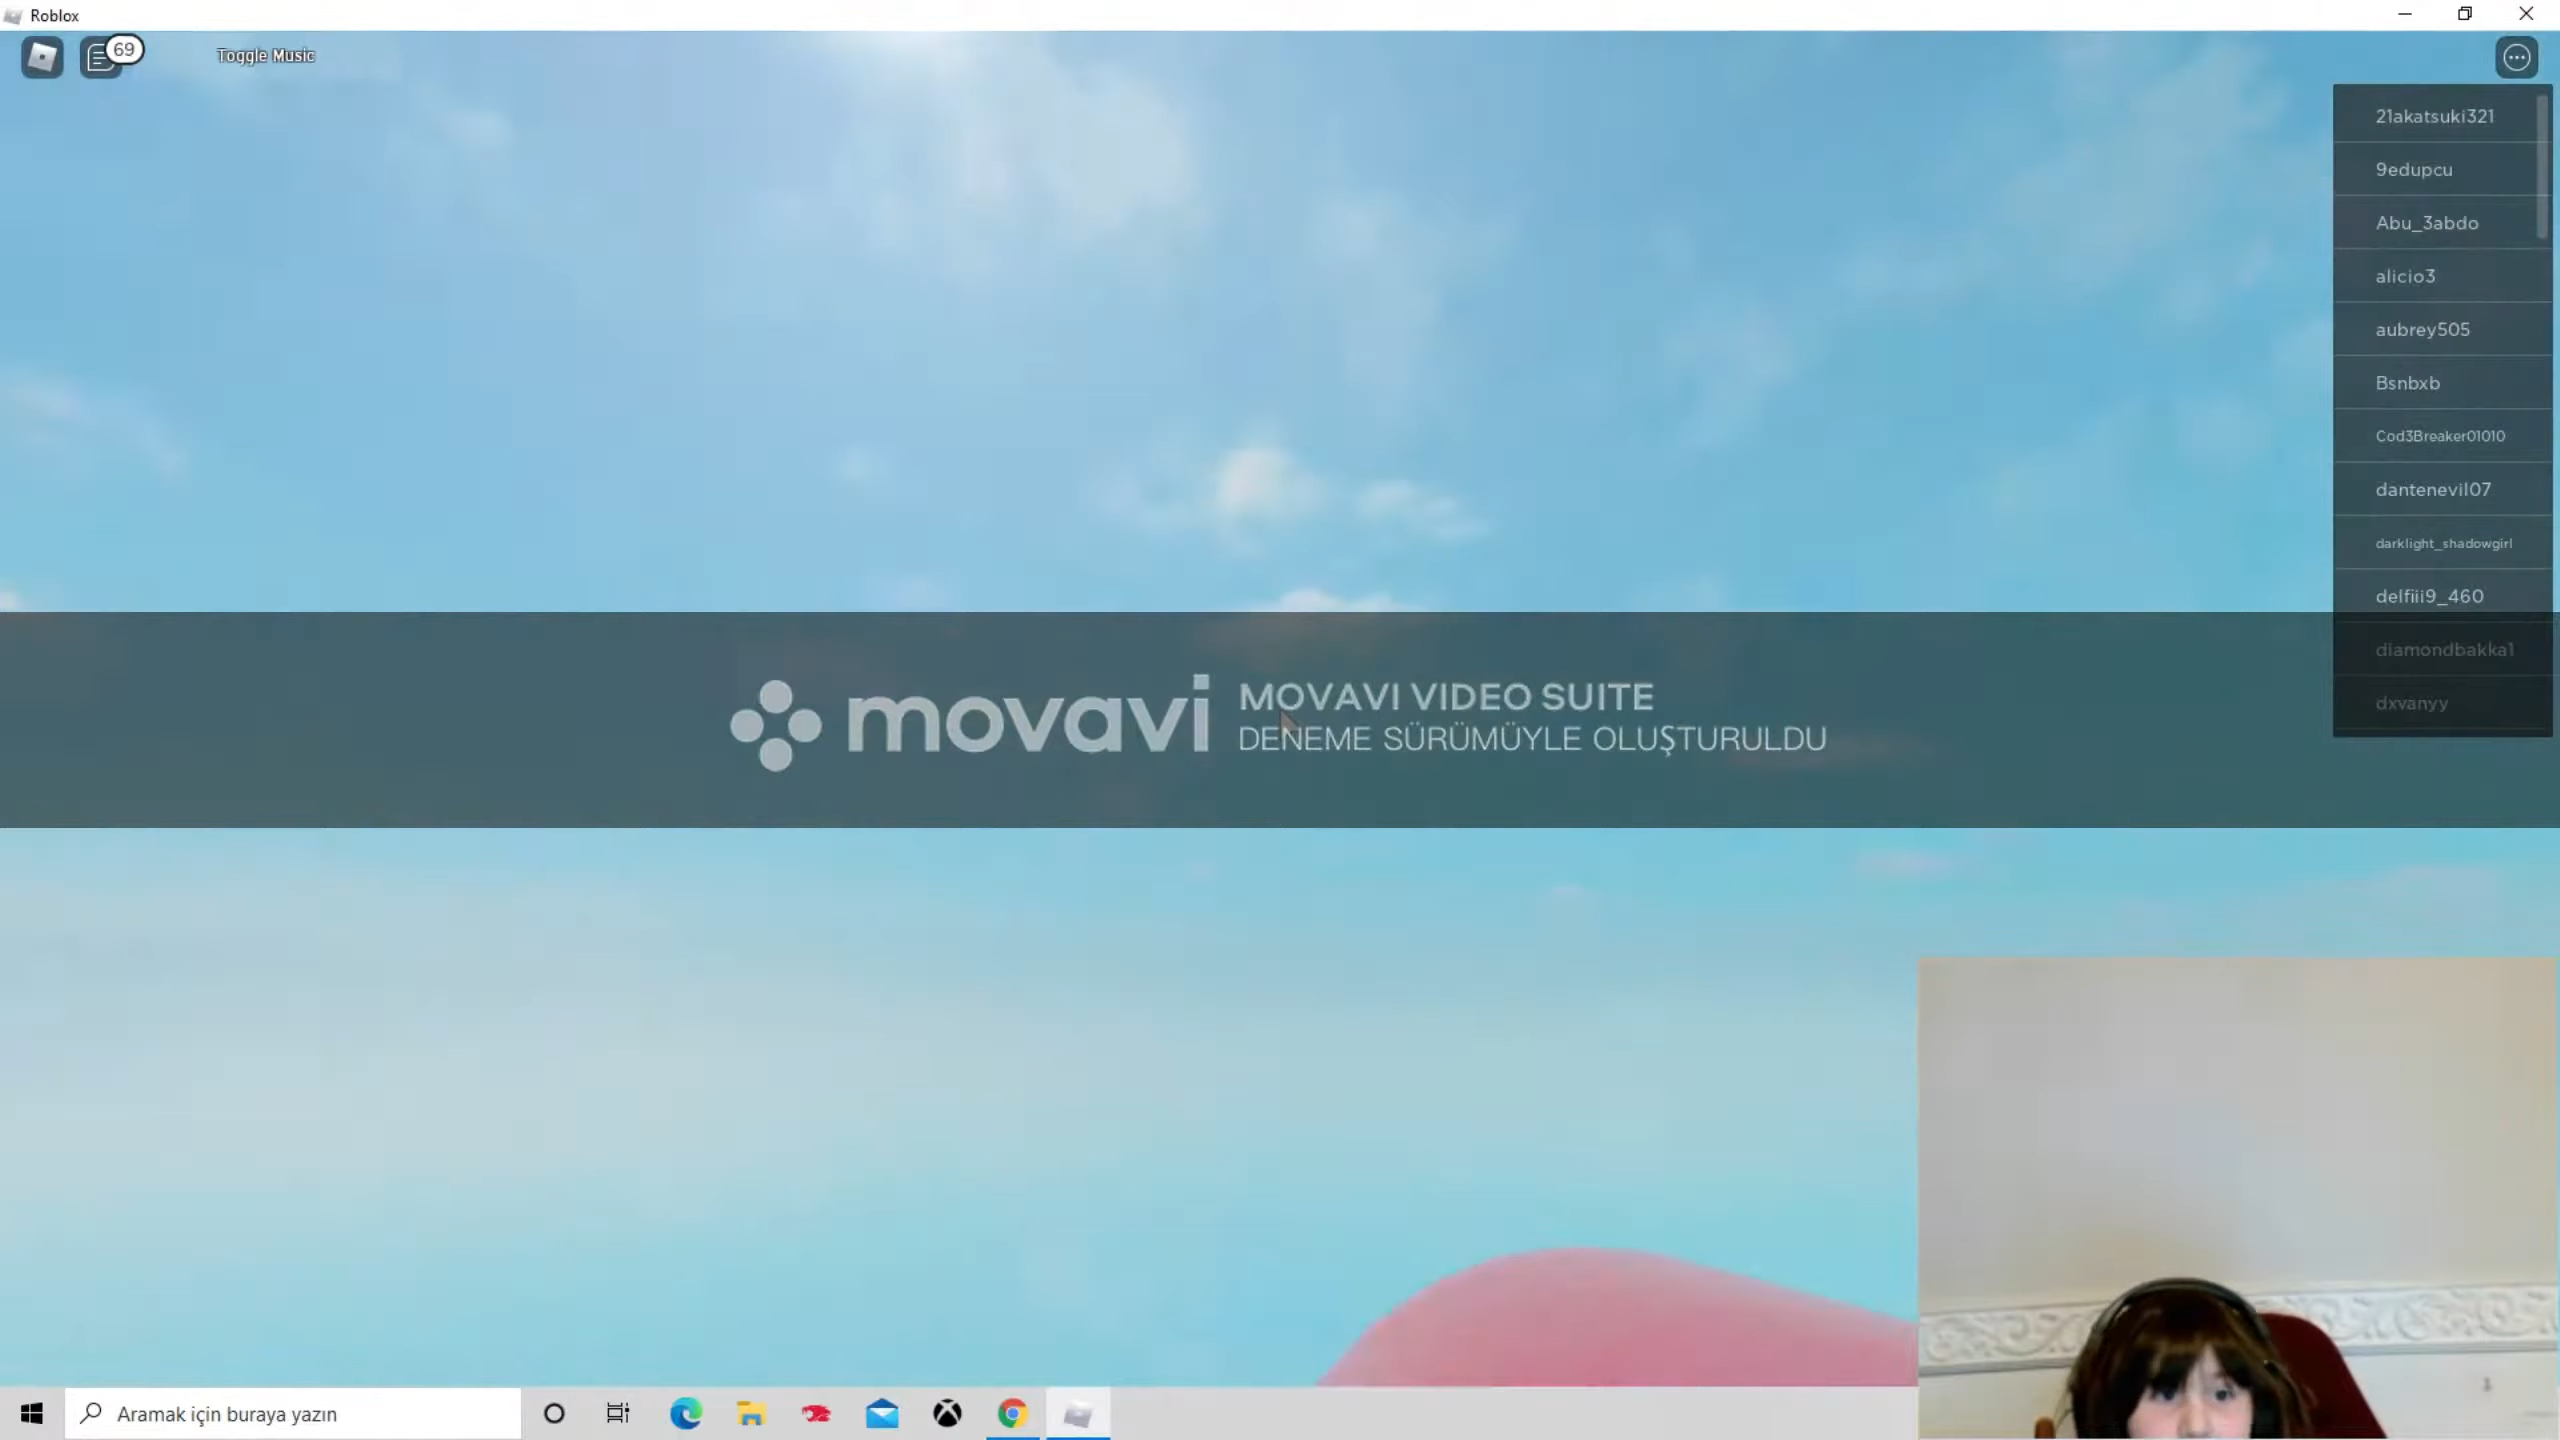 Roblox
69
Toggle Music
21akatsuki321
9edupcu
Abu_3abdo
alicio3
aubrey505
Bsnbxb
Cod3Breaker01010
dantenevil07
darklight_shadowgirl
delfiii9_460
diamondbakka1
dxvanyy
movavi
MOVAVI VIDEO SUITE
DENEME SÜRÜMÜYLE OLUŞTURULDU
Aramak için buraya yazın